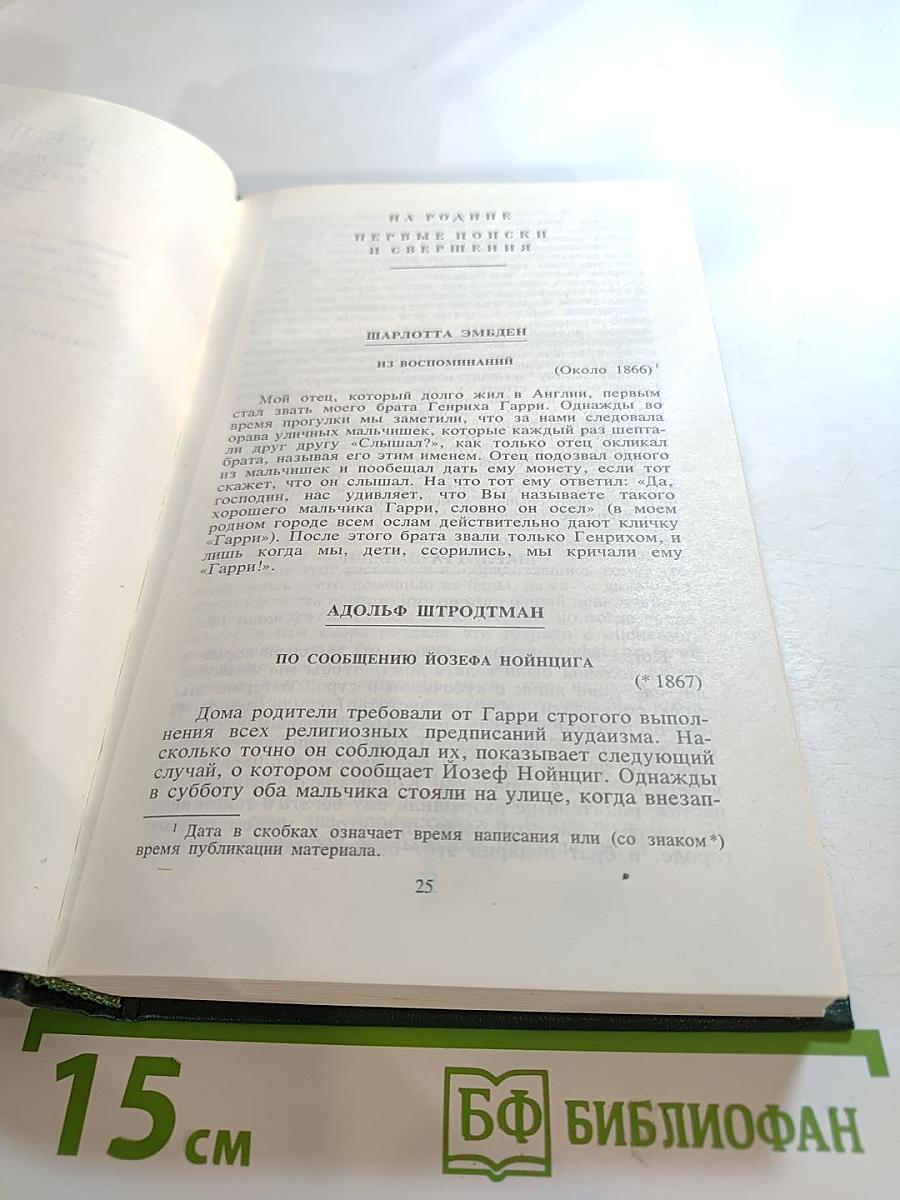 НА РОДИНЕ
ПЕРВЫЕ ПОИСКИ
И СВЕРШЕНИЯ
ШАРЛОТТА ЭМБДЕН
ИЗ ВОСПОМИНАНИЙ
(Около 1866)¹
Мой отец, который долго жил в Англии, первым
стал звать моего брата Генриха Гарри. Однажды во
время прогулки мы заметили, что за нами следовала
орава уличных мальчишек, которые каждый раз шепта-
ли друг другу «Слышал?», как только отец окликал
брата, называя его этим именем. Отец подозвал одного
из мальчишек и пообещал дать ему монету, если тот
скажет, что он слышал. На что тот ему ответил: «Да,
господин, нас удивляет, что Вы называете такого
хорошего мальчика Гарри, словно он осел» (в моем
родном городе всем ослам действительно дают кличку
«Гарри»). После этого брата звали только Генрихом, и
лишь когда мы, дети, ссорились, мы кричали ему
«Гарри!».
АДОЛЬФ ШТРОДТМАН
ПО СООБЩЕНИЮ ЙОЗЕФА НОЙНЦИГА
(* 1867)
Дома родители требовали от Гарри строгого выпол-
нения всех религиозных предписаний иудаизма. На-
сколько точно он соблюдал их, показывает следующий
случай, о котором сообщает Йозеф Нойнциг. Однажды
в субботу оба мальчика стояли на улице, когда внезап-
¹ Дата в скобках означает время написания или (со знаком *)
время публикации материала.
25
15 см
БФ БИБЛИОФАН